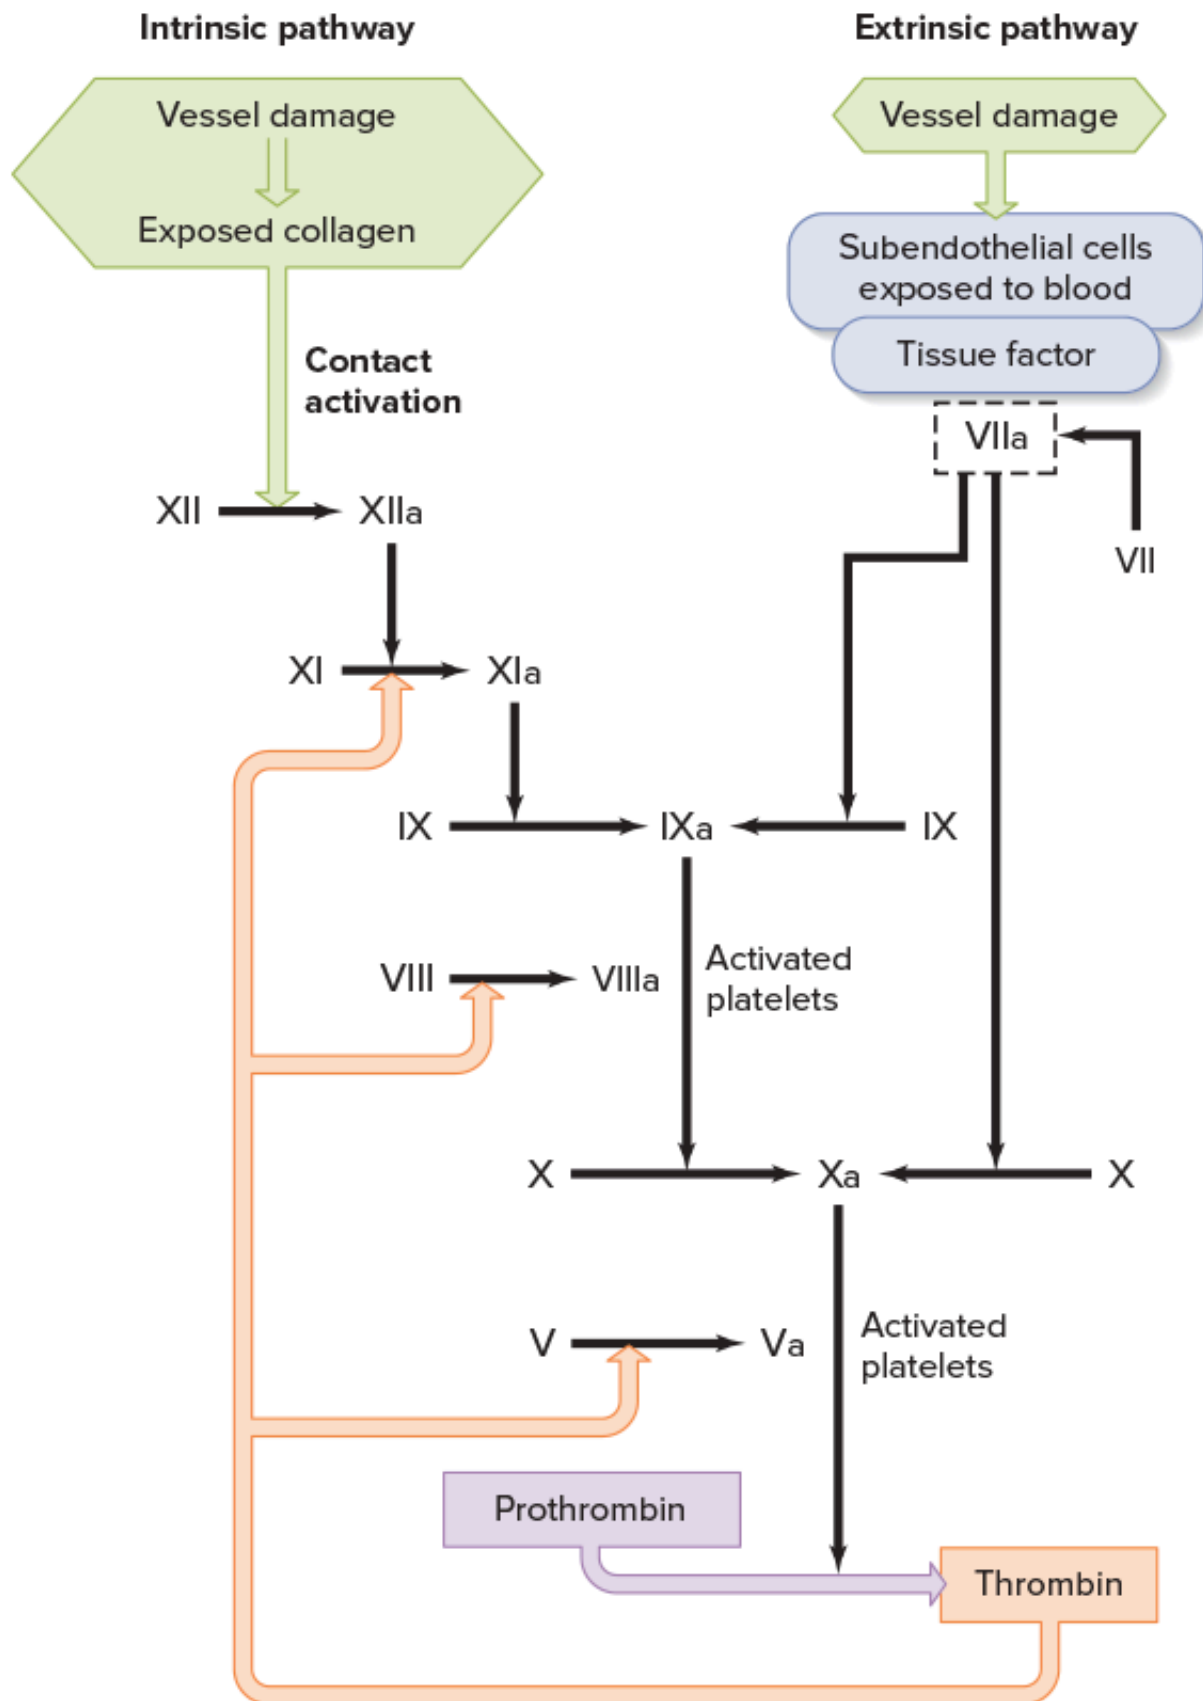 Intrinsic pathway
Extrinsic pathway
Vessel damage
Exposed collagen
Vessel damage
Subendothelial cells
exposed to blood
Tissue factor
Contact
activation
VIIa
VII
XII
XIIa
XI
XIa
IX
IXa
IX
VIII
VIIIa
Activated
platelets
X
Xa
X
V
Va
Activated
platelets
Prothrombin
Thrombin